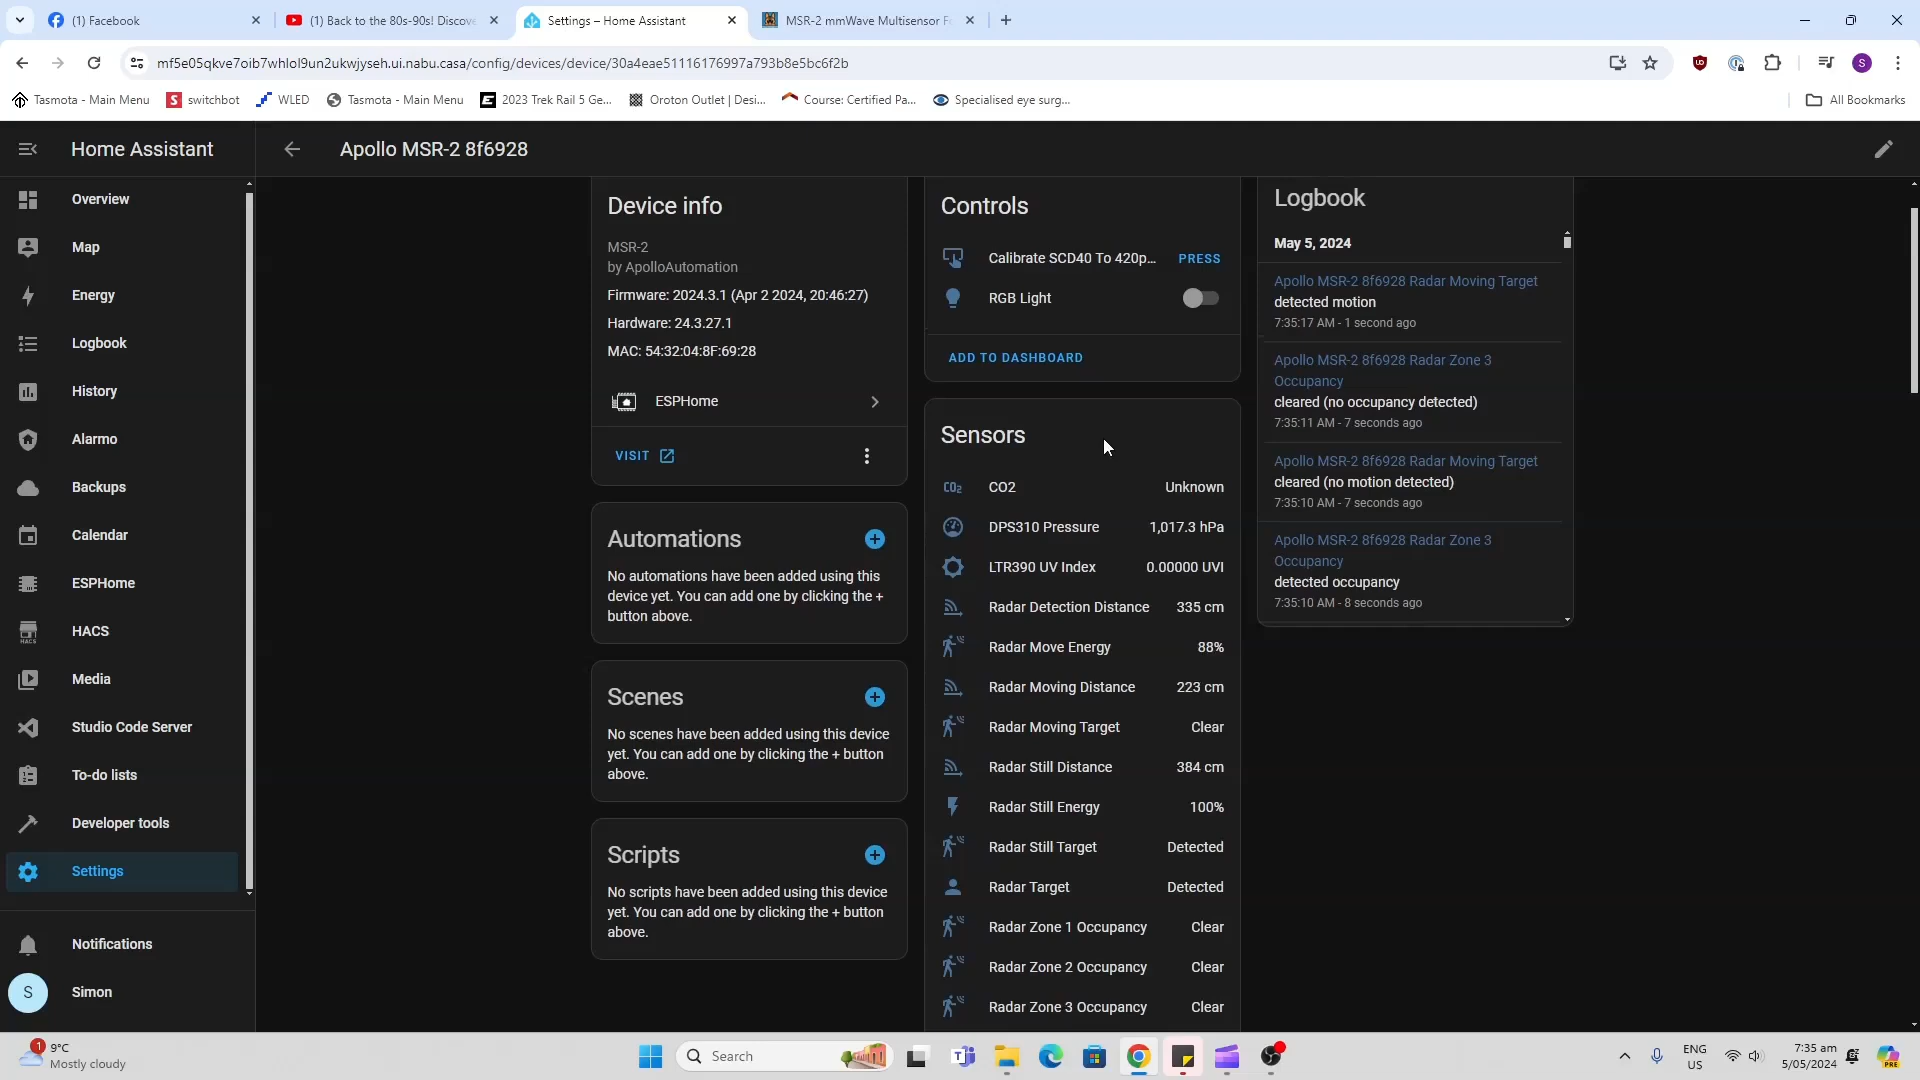 (1) Facebook
(1) Back to the 80s-90s! Discove
Settings – Home Assistant
MSR-2 mmWave Multisensor F
mf5e05qkve7oib7whlol9un2ukwjyseh.ui.nabu.casa/config/devices/device/30a4eae51116176997a793b8e5bc6f2b
S
Tasmota - Main Menu
switchbot
WLED
Tasmota - Main Menu
2023 Trek Rail 5 Ge...
Oroton Outlet | Desi...
Course: Certified Pa...
Specialised eye surg...
All Bookmarks
Home Assistant
Apollo MSR-2 8f6928
Overview
Map
Energy
Logbook
History
Alarmo
Backups
Calendar
ESPHome
HACS
Media
Studio Code Server
To-do lists
Developer tools
Settings
Notifications
S
Simon
Device info
MSR-2
by ApolloAutomation
Firmware: 2024.3.1 (Apr 2 2024, 20:46:27)
Hardware: 24.3.27.1
MAC: 54:32:04:8F:69:28
ESPHome
VISIT
Automations
No automations have been added using this
device yet. You can add one by clicking the +
button above.
Scenes
No scenes have been added using this device
yet. You can add one by clicking the + button
above.
Scripts
No scripts have been added using this device
yet. You can add one by clicking the + button
above.
Controls
Calibrate SCD40 To 420p... PRESS
RGB Light
ADD TO DASHBOARD
Sensors
CO2 CO2 Unknown
DPS310 Pressure 1,017.3 hPa
LTR390 UV Index 0.00000 UVI
Radar Detection Distance 335 cm
Radar Move Energy 88%
Radar Moving Distance 223 cm
Radar Moving Target Clear
Radar Still Distance 384 cm
Radar Still Energy 100%
Radar Still Target Detected
Radar Target Detected
Radar Zone 1 Occupancy Clear
Radar Zone 2 Occupancy Clear
Radar Zone 3 Occupancy Clear
Logbook
May 5, 2024
Apollo MSR-2 8f6928 Radar Moving Target
detected motion
7:35:17 AM - 1 second ago
Apollo MSR-2 8f6928 Radar Zone 3
Occupancy
cleared (no occupancy detected)
7:35:11 AM - 7 seconds ago
Apollo MSR-2 8f6928 Radar Moving Target
cleared (no motion detected)
7:35:10 AM - 7 seconds ago
Apollo MSR-2 8f6928 Radar Zone 3
Occupancy
detected occupancy
7:35:10 AM - 8 seconds ago
1
9°C
Mostly cloudy
Search
ENG
US
7:35 am
5/05/2024
PRE